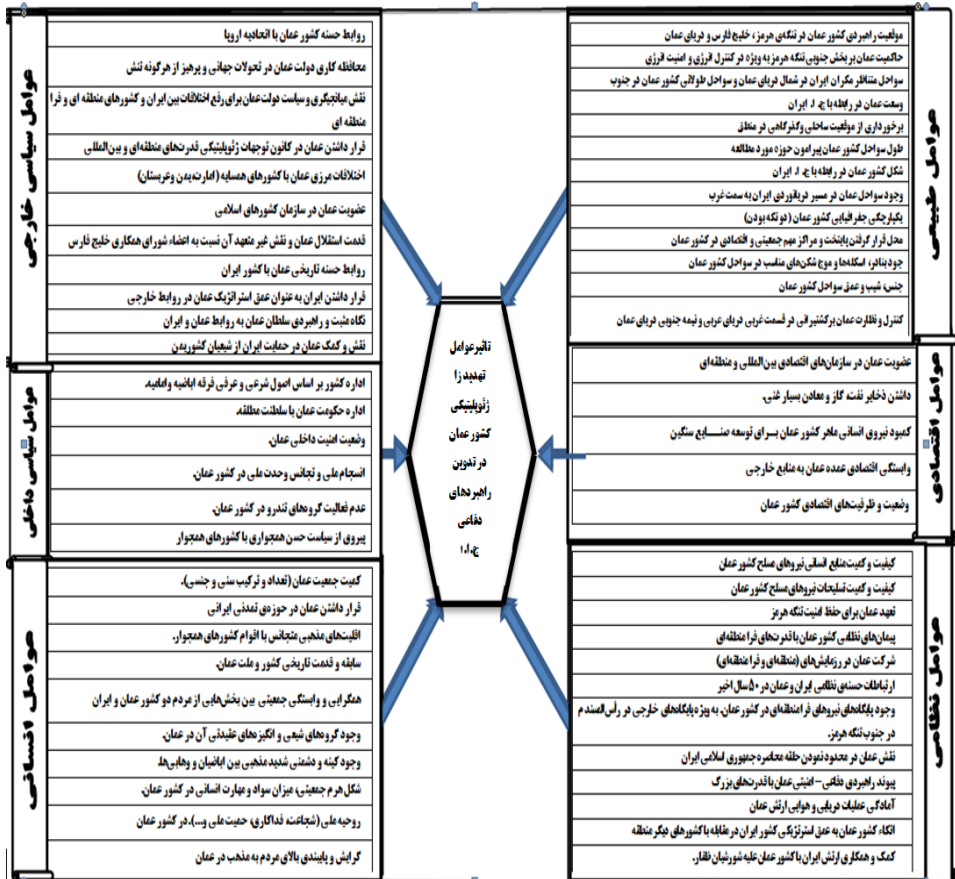 عوامل طبیعی
موقعیت راهبردی کشور عمان در تنگه‌ی هرمز، خلیج فارس و دریای عمان
حاکمیت عمان بر بخش جنوبی تنگه هرمز به ویژه در کنترل انرژی و امنیت انرژی
سواحل متناظر مکران ایران در شمال دریای عمان و سواحل طولانی کشور عمان در جنوب
وسعت عمان در رابطه با ج. ا. ایران
برخورداری از موقعیت ساحلی وگذرگاهی در منطق
طول سواحل کشور عمان پیرامون حوزه مورد مطالعه
شکل کشور عمان در رابطه با ج. ا. ایران
وجود سواحل عمان در مسیر دریانوردی ایران به سمت غرب
یکپارچگی جغرافیایی کشور عمان (دو تکه بودن)
محل قرار گرفتن پایتخت و مراکز مهم جمعیتی و اقتصادی در کشور عمان
جود بنادر، اسکله‌ها و موج شکن‌های مناسب در سواحل کشور عمان
جنس، شیب و عمق سواحل کشور عمان
کنترل و نظارت عمان بر کشتیرانی در قسمت غربی دریای عربی و نیمه جنوبی دریای عمان
عوامل اقتصادی
عضویت عمان در سازمان‌های اقتصادی بین‌المللی و منطقه‌ای
داشتن ذخایر نفت، گاز و معادن بسیار غنی.
کمبود نیروی انسانی ماهر کشور عمان بـرای توسعه صنـــایع سنگین
وابستگی اقتصادی عمده عمان به منابع خارجی
وضعیت و ظرفیت‌های اقتصادی کشور عمان
عوامل نظامی
کیفیت و کمیت منابع انسانی نیروهای مسلح کشور عمان
کیفیت و کمیت تسلیحات نیروهای مسلح کشور عمان
تعهد عمان برای حفظ امنیت تنگه هرمز
پیمان‌های نظامی کشور عمان با قدرت‌های فرا منطقه‌ای
شرکت عمان در رزمایش‌های (منطقه‌ای و فرا منطقه‌ای)
ارتباطات حسنه‌ی نظامی ایران و عمان در ۵۰ سال اخیر
وجود پایگاه‌های نیروهای فرا منطقه‌ای در کشور عمان، به ویژه پایگاه‌های خارجی در رأس‌المسند م
در جنوب تنگه هرمز.
نقش عمان در محدود نمودن حلقه محاصره جمهوری اسلامی ایران
پیوند راهبردی دفاعی – امنیتی عمان با قدرت‌های بزرگ
آمادگی عملیات دریایی و هوایی ارتش عمان
اتکاء کشور عمان به عمق استرتژیکی کشور ایران در مقابله با کشورهای دیگر منطقه
کمک و همکاری ارتش ایران با کشور عمان علیه شورشیان ظفار.
تاثیرعوامل
تهدید زا
ژئوپلیتیکی
کشور عمان
در تدوین
راهبردهای
دفاعی
ج.ا.ا
عوامل سیاسی خارجی
روابط حسنه کشور عمان با اتحادیه اروپا
محافظه کاری دولت عمان در تحولات جهانی و پرهیز از هر گونه تنش
نقش میانجیگری و سیاست دولت عمان برای رفع اختلافات بین ایران و کشورهای منطقه ای و فرا
منطقه ای
قرار داشتن عمان در کانون توجهات ژئوپلیتیکی قدرت‌های منطقه‌ای و بین‌المللی
اختلافات مرزی عمان با کشورهای همسایه (امارت،یمن وعربستان)
عضویت عمان در سازمان کشورهای اسلامی
قدمت استقلال عمان و نقش غیر متعهد آن نسبت به اعضاء شورای همکاری خلیج فارس
روابط حسنه تاریخی عمان با کشور ایران
قرار داشتن ایران به عنوان عمق استراتژیک عمان در روابط خارجی
نگاه مثبت و راهبردی سلطان عمان به روابط عمان و ایران
نقش و کمک عمان در حمایت ایران از شیعیان کشوریمن
عوامل سیاسی داخلی
اداره کشور بر اساس اصول شرعی و عرفی فرقه اباضیه وامامیه.
اداره حکومت عمان با سلطنت مطلقه.
وضعیت امنیت داخلی عمان.
انسجام ملی و تجانس وحدت ملی در کشور عمان.
عدم فعالیت گروه‌های تندرو در کشور عمان.
پیروی از سیاست حسن همجواری با کشورهای همجوار
عوامل انسانی
کمیت جمعیت عمان (تعداد و ترکیب سنی و جنسی).
قرار داشتن عمان در حوزه‌ی تمدنی ایرانی
اقلیت‌های مذهبی متجانس با اقوام کشورهای همجوار.
سابقه و قدمت تاریخی کشور و ملت عمان.
همگرایی و وابستگی جمعیتی بین بخش‌هایی از مردم دو کشور عمان و ایران
وجود گروه‌های شیعی و انگیزه‌های عقیدتی آن در عمان.
وجود کینه و دشمنی شدید مذهبی بین اباضیان و وهابی‌ها.
شکل هرم جمعیتی، میزان سواد و مهارت انسانی در کشور عمان.
روحیه ملی (شجاعت، فداکاری، حمیت ملی و...)، در کشور عمان
گرایش و پایبندی بالای مردم به مذهب در عمان